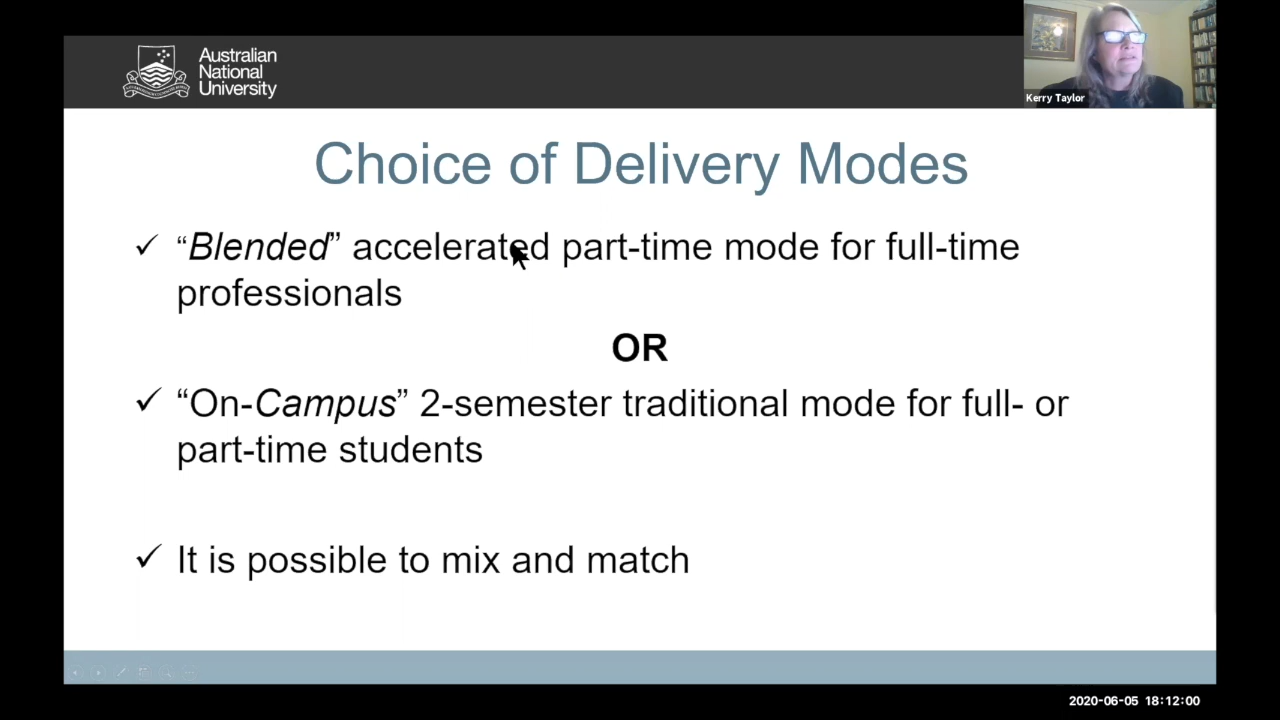 Australian
National
University
Kerry Taylor
Choice of Delivery Modes
✓ “Blended” accelerated part-time mode for full-time
professionals
OR
✓ “On-Campus” 2-semester traditional mode for full- or
part-time students
✓ It is possible to mix and match
2020-06-05 18:12:00